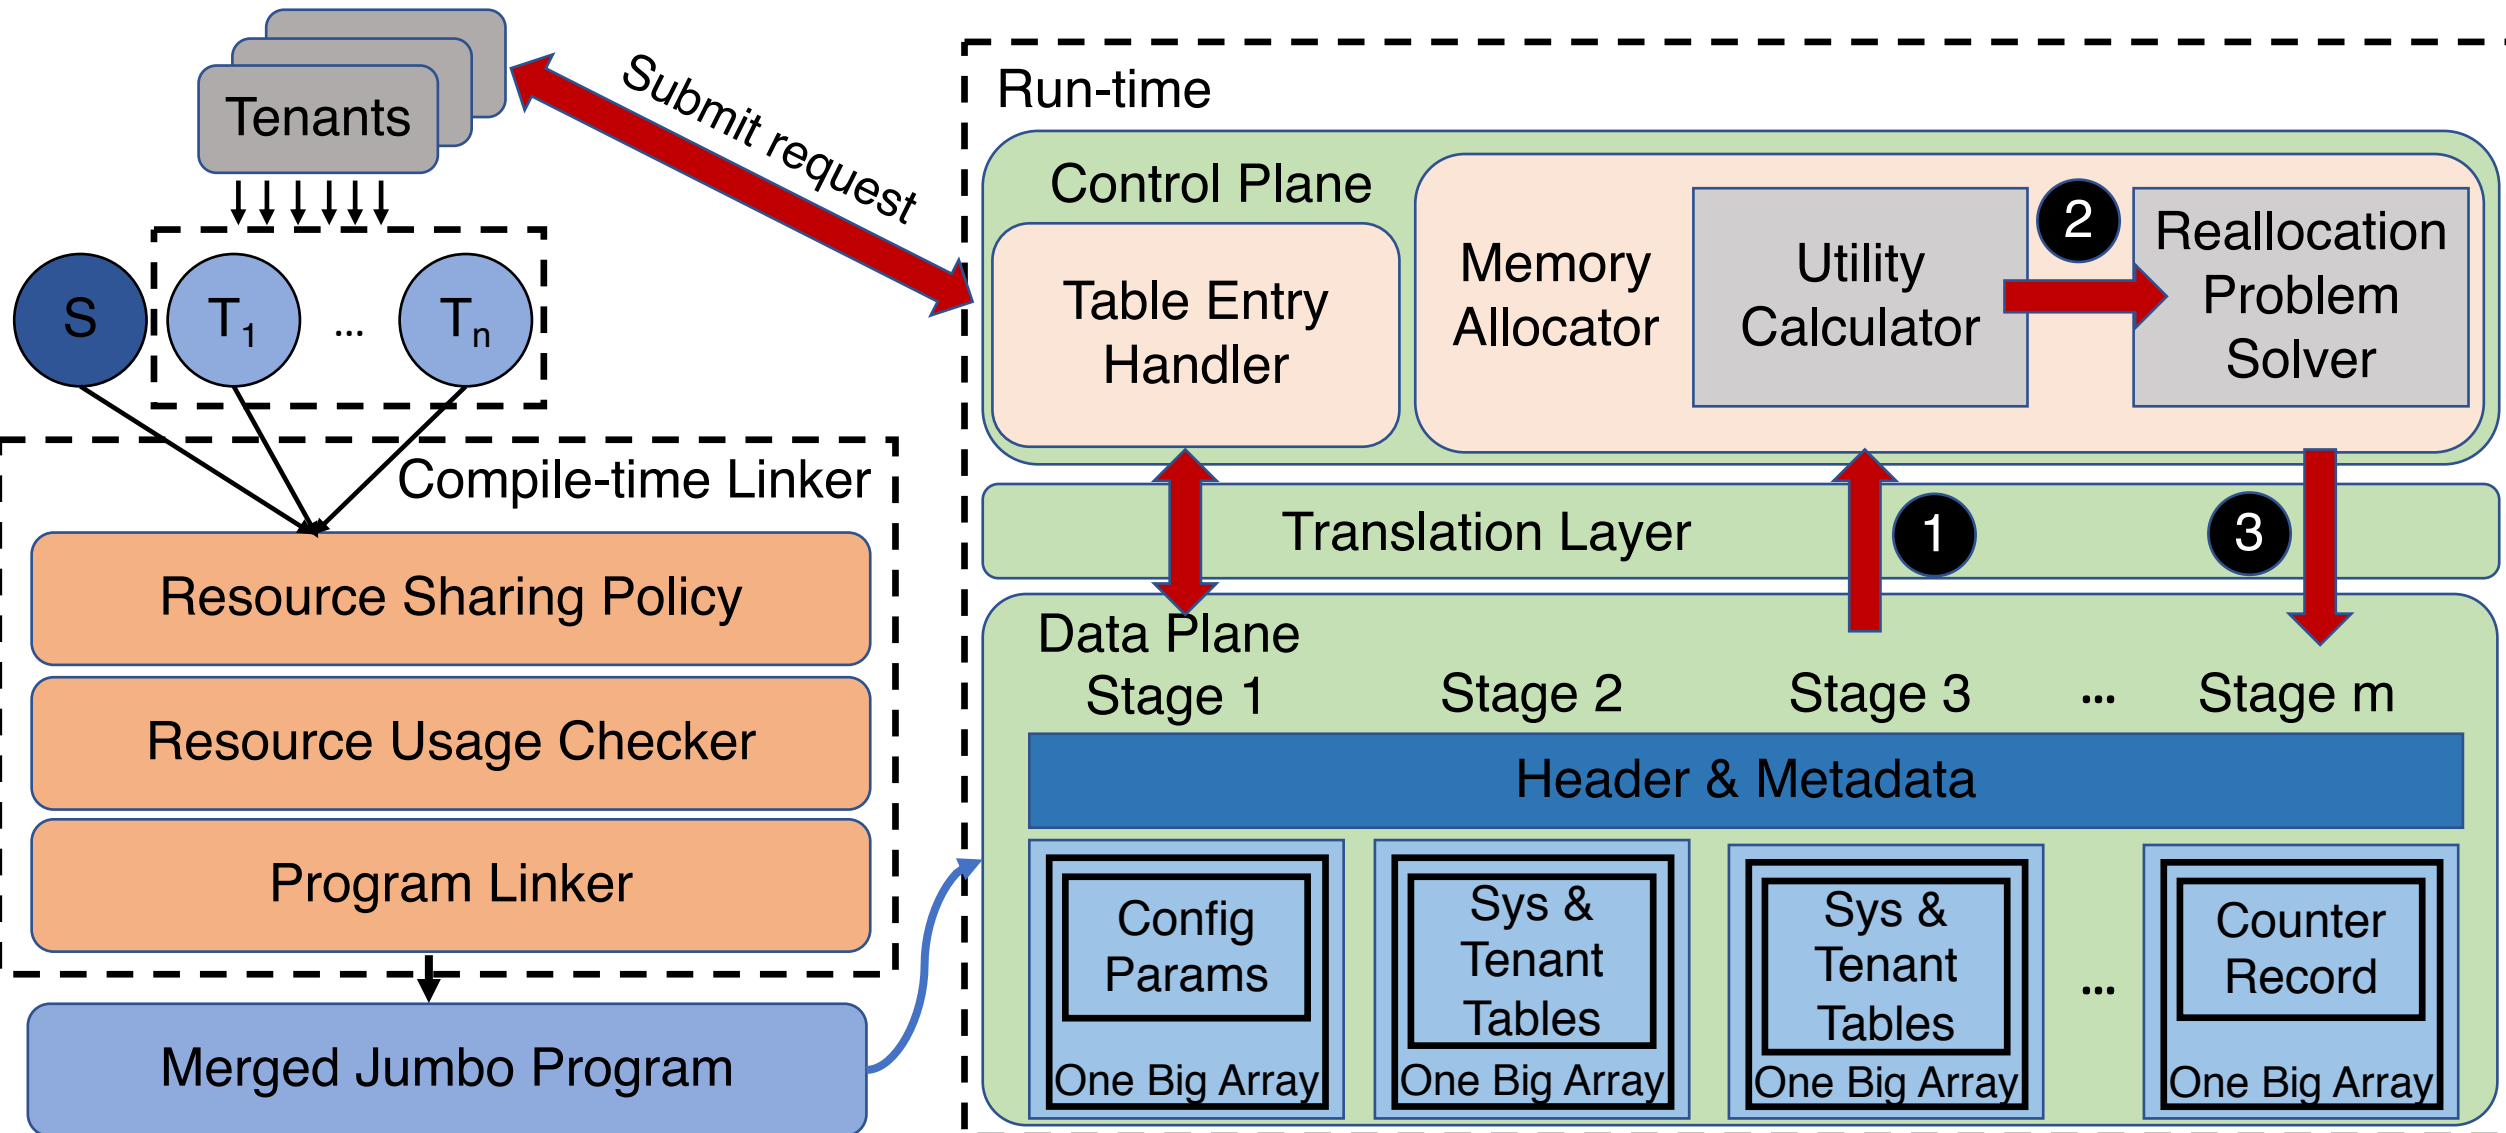 Tenants
Submit request
S
T1
...
Tn
Compile-time Linker
Resource Sharing Policy
Resource Usage Checker
Program Linker
Merged Jumbo Program
Run-time
Control Plane
Table Entry
Handler
Memory
Allocator
Utility
Calculator
2
Reallocation
Problem
Solver
Translation Layer
1
3
Data Plane
Stage 1
Stage 2
Stage 3
...
Stage m
Header & Metadata
Config
Params
One Big Array
Sys &
Tenant
Tables
One Big Array
Sys &
Tenant
Tables
One Big Array
...
Counter
Record
One Big Array